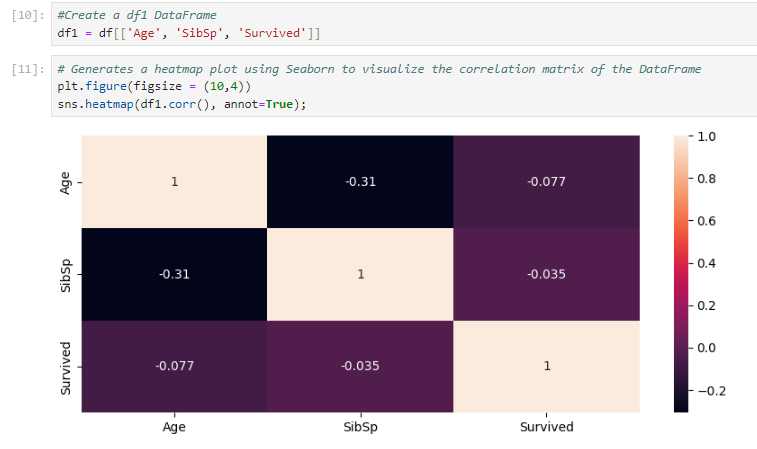 [10]: #Create a df1 DataFrame
df1 = df[['Age', 'SibSp', 'Survived']]
[11]: # Generates a heatmap plot using Seaborn to visualize the correlation matrix of the DataFrame
plt.figure(figsize = (10,4))
sns.heatmap(df1.corr(), annot=True);
1.0
Age 1 -0.31 -0.077
0.8
0.6
SibSp -0.31 1 -0.035
0.4
0.2
0.0
Survived -0.077 -0.035 1
−0.2
Age SibSp Survived